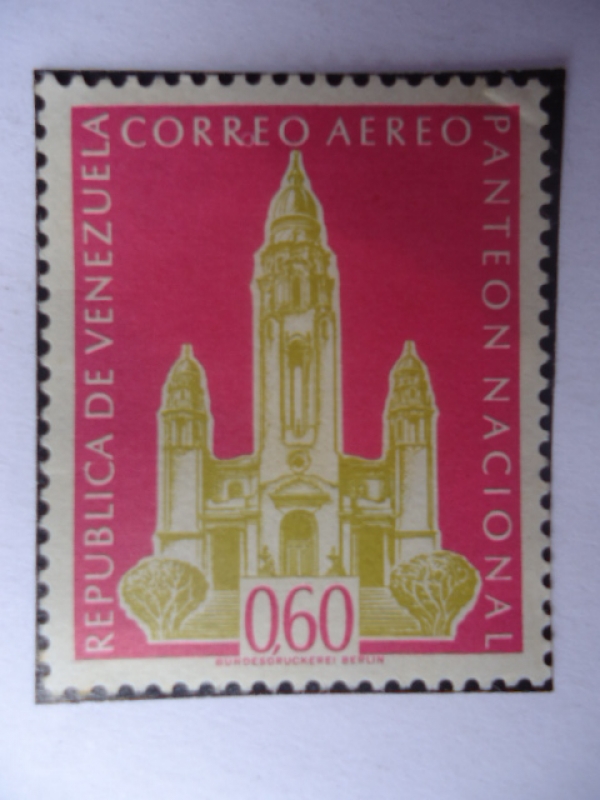 CORREO AEREO
REPUBLICA DE VENEZUELA
PANTEON NACIONAL
0,60
BUNDESDRUCKEREI BERLIN